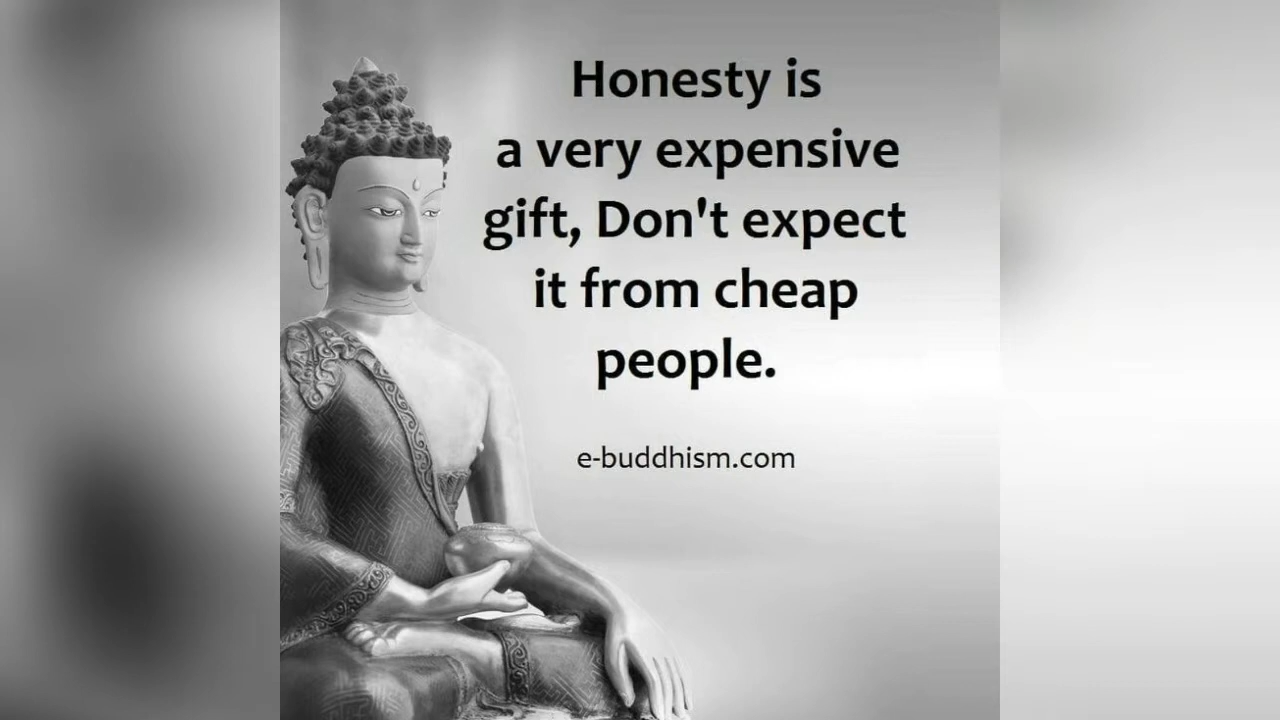 Honesty is
a very expensive
gift, Don't expect
it from cheap
people.
e-buddhism.com